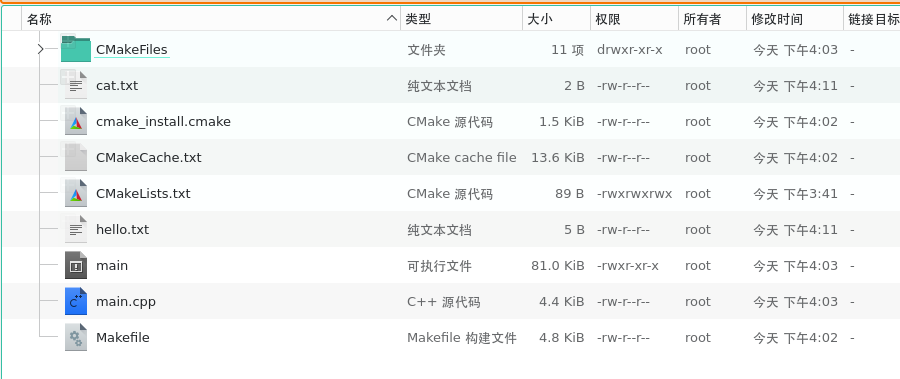 名称 类型 大小 权限 所有者 修改时间 链接目标
CMakeFiles 文件夹 11 项 drwxr-xr-x root 今天 下午4:03 -
cat.txt 纯文本文档 2 B -rw-r--r-- root 今天 下午4:11 -
cmake_install.cmake CMake 源代码 1.5 KiB -rw-r--r-- root 今天 下午4:02 -
CMakeCache.txt CMake cache file 13.6 KiB -rw-r--r-- root 今天 下午4:02 -
CMakeLists.txt CMake 源代码 89 B -rwxrwxrwx root 今天 下午3:41 -
hello.txt 纯文本文档 5 B -rw-r--r-- root 今天 下午4:11 -
main 可执行文件 81.0 KiB -rwxr-xr-x root 今天 下午4:03 -
main.cpp C++ 源代码 4.4 KiB -rw-r--r-- root 今天 下午4:03 -
Makefile Makefile 构建文件 4.8 KiB -rw-r--r-- root 今天 下午4:02 -